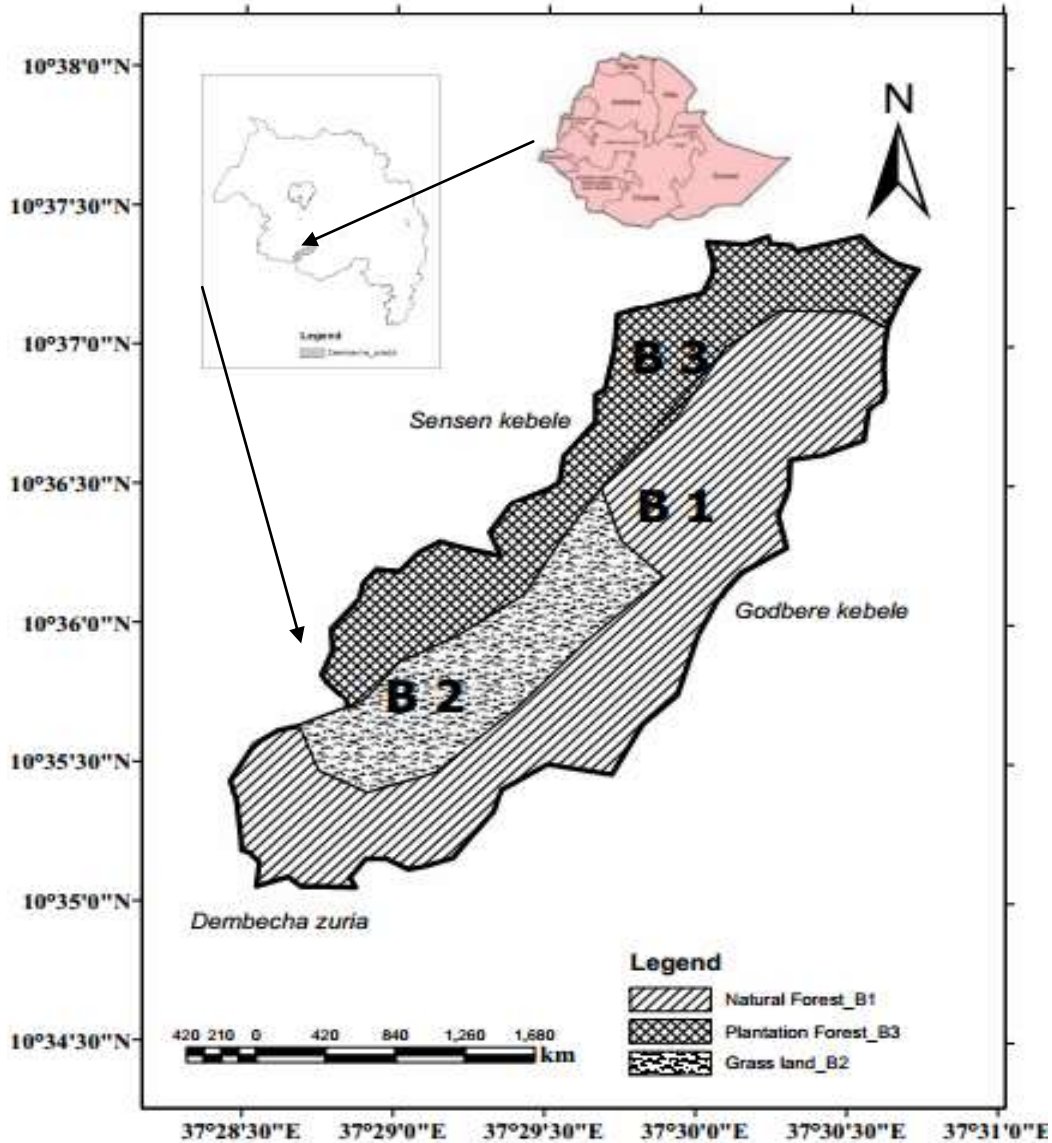 10°38'0"N
10°37'30"N
10°37'0"N
10°36'30"N
10°36'0"N
10°35'30"N
10°35'0"N
10°34'30"N
N
Legend
B 3
Sensen kebele
B 1
Godbere kebele
B 2
Dembecha zuria
Legend
Natural Forest_B1
Plantation Forest_B3
Grass land_B2
420 210 0 420 840 1,260 1,680
km
37°28'30"E 37°29'0"E 37°29'30"E 37°30'0"E 37°30'30"E 37°31'0"E